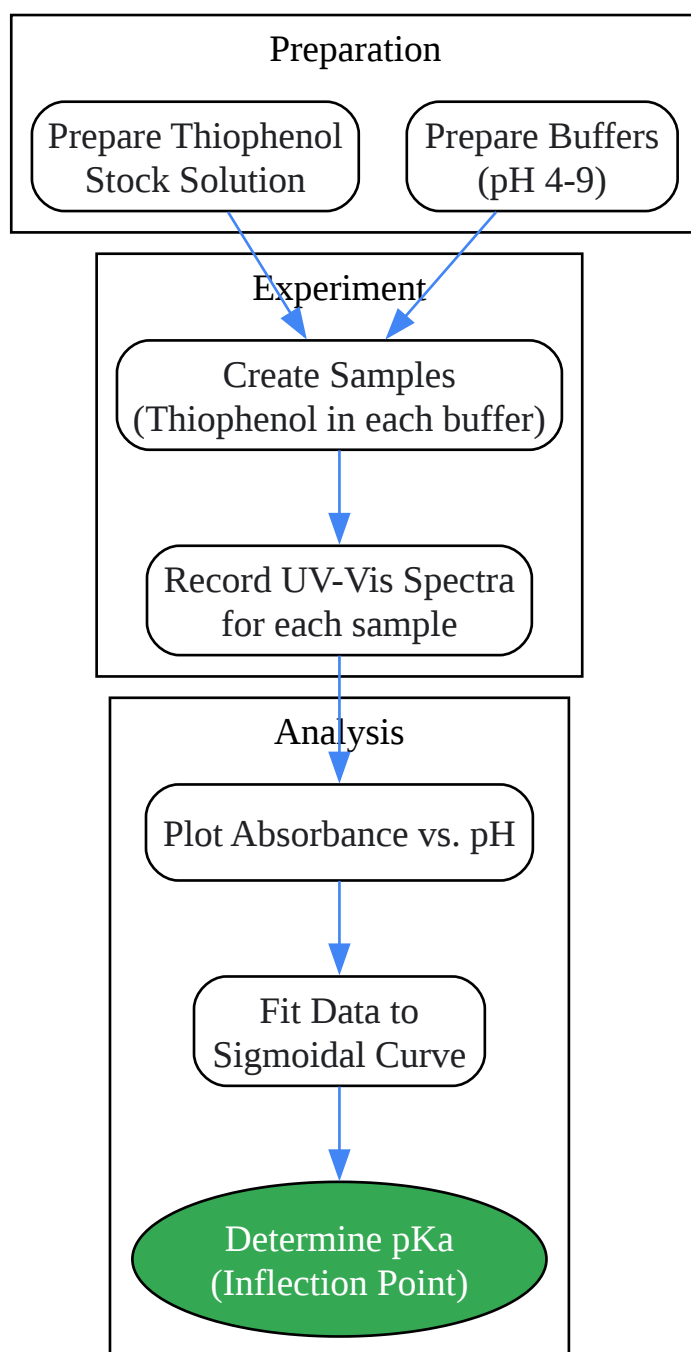 Preparation
Prepare Thiophenol
Stock Solution
Prepare Buffers
(pH 4-9)
Experiment
Create Samples
(Thiophenol in each buffer)
Record UV-Vis Spectra
for each sample
Analysis
Plot Absorbance vs. pH
Fit Data to
Sigmoidal Curve
Determine pKa
(Inflection Point)